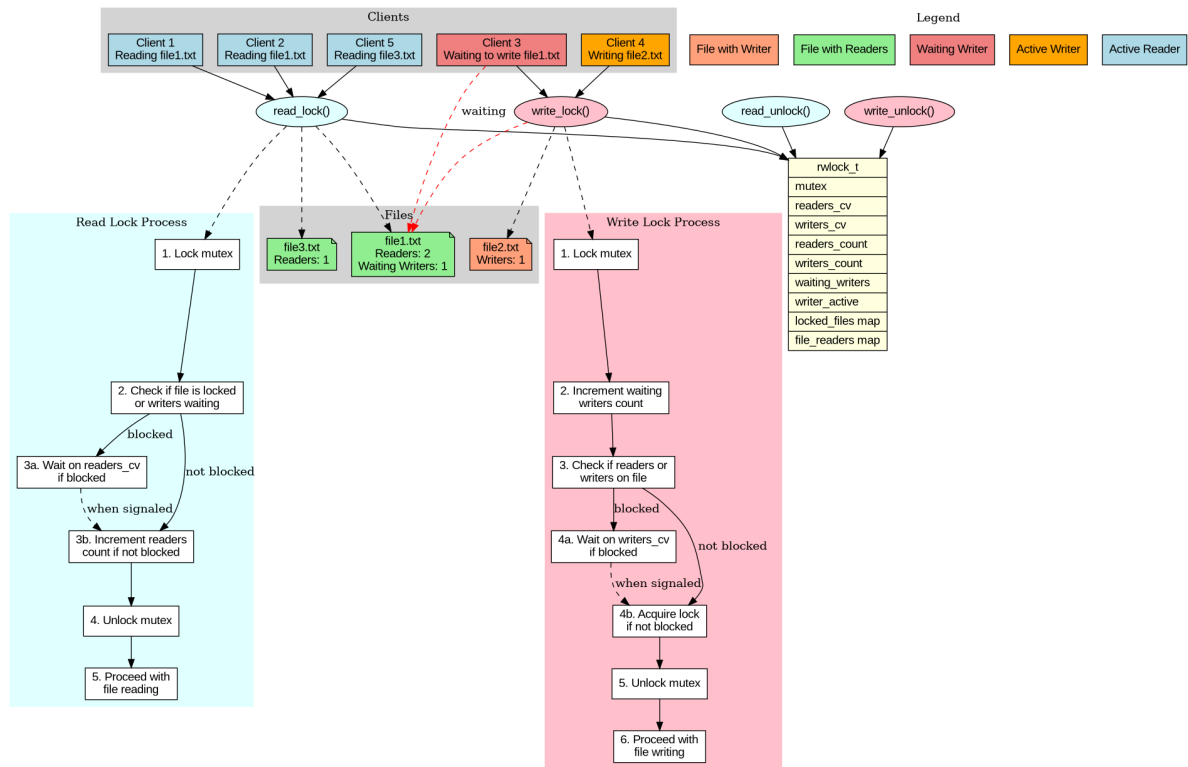 Clients
Client 1
Reading file1.txt
Client 2
Reading file1.txt
Client 5
Reading file3.txt
Client 3
Waiting to write file1.txt
Client 4
Writing file2.txt
Legend
File with Writer
File with Readers
Waiting Writer
Active Writer
Active Reader
read_lock()
waiting
write_lock()
read_unlock()
write_unlock()
rwlock_t
mutex
readers_cv
writers_cv
readers_count
writers_count
waiting_writers
writer_active
locked_files map
file_readers map
Files
file3.txt
Readers: 1
file1.txt
Readers: 2
Waiting Writers: 1
file2.txt
Writers: 1
Read Lock Process
1. Lock mutex
2. Check if file is locked
or writers waiting
blocked
not blocked
3a. Wait on readers_cv
if blocked
when signaled
3b. Increment readers
count if not blocked
4. Unlock mutex
5. Proceed with
file reading
Write Lock Process
1. Lock mutex
2. Increment waiting
writers count
3. Check if readers or
writers on file
blocked
not blocked
4a. Wait on writers_cv
if blocked
when signaled
4b. Acquire lock
if not blocked
5. Unlock mutex
6. Proceed with
file writing